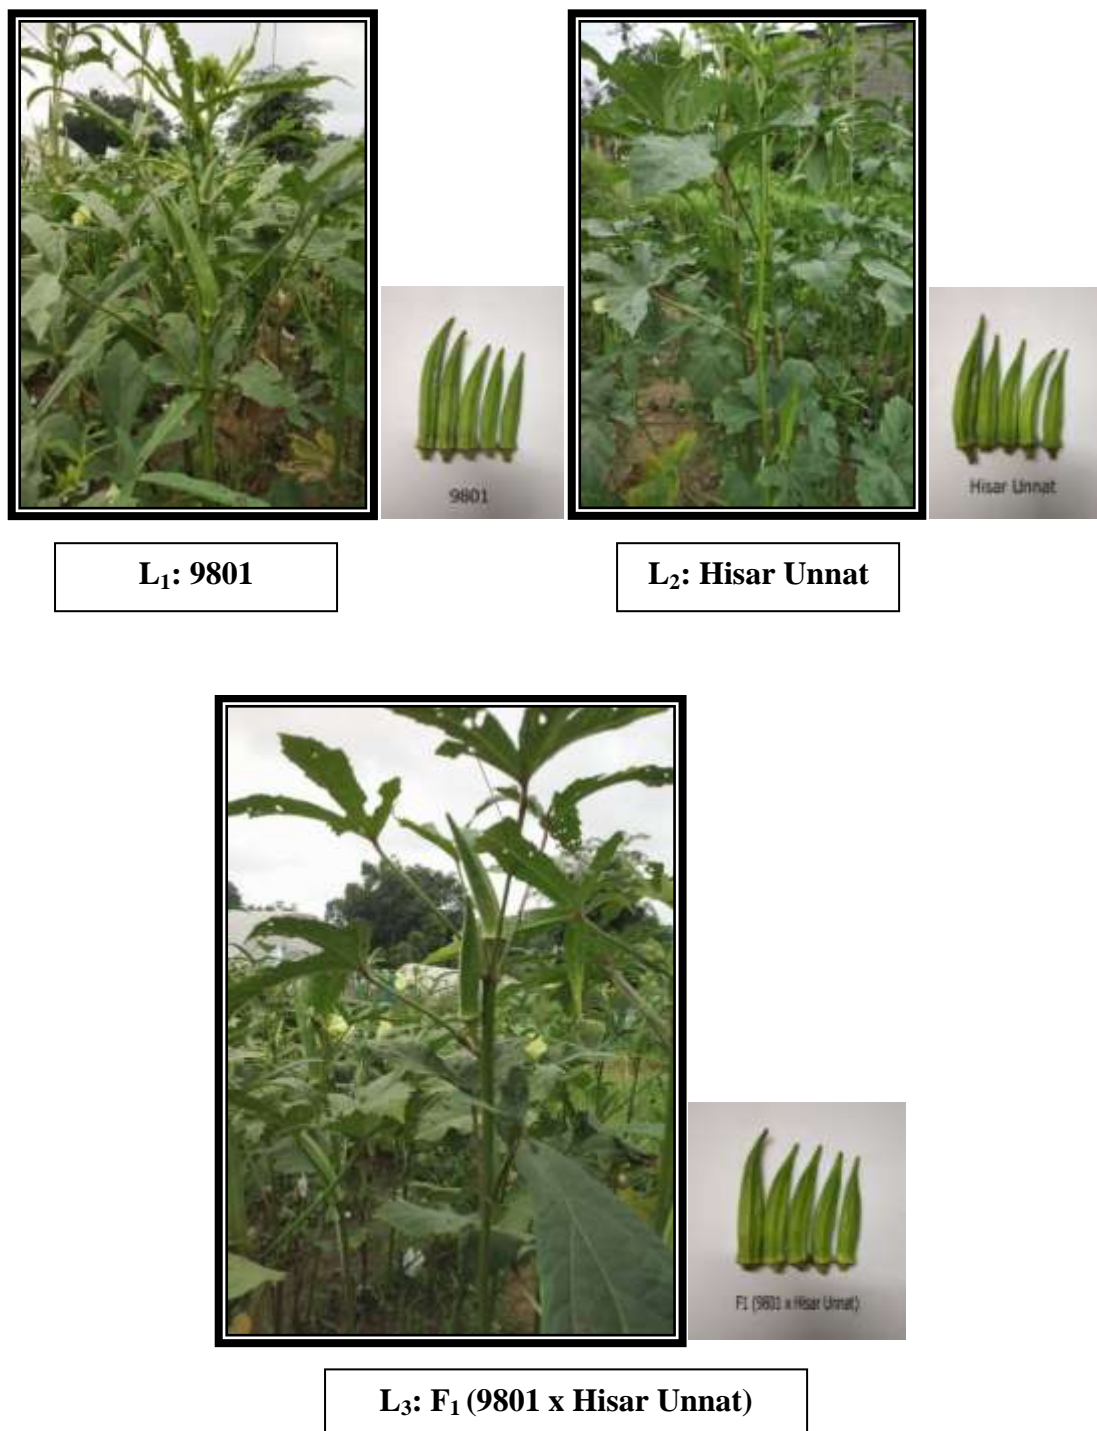 9801
Hisar Unnat
L₁: 9801
L₂: Hisar Unnat
F1 (9801 x Hisar Unnat)
L₃: F₁ (9801 x Hisar Unnat)